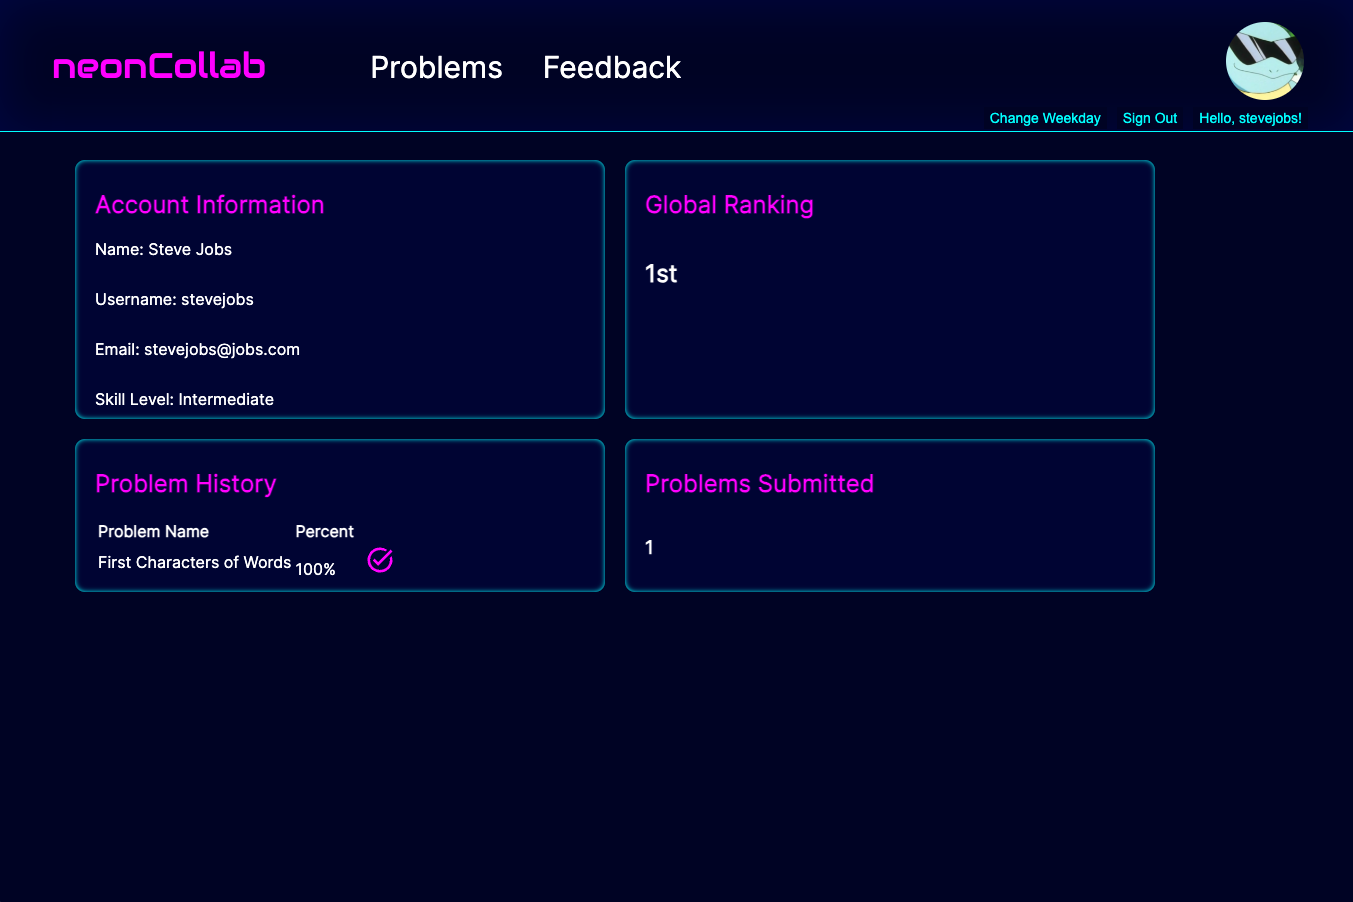 neonCollab
Problems Feedback
Change Weekday Sign Out Hello, stevejobs!
Account Information
Name: Steve Jobs
Username: stevejobs
Email: stevejobs@jobs.com
Skill Level: Intermediate
Global Ranking
1st
Problem History
Problem Name Percent
First Characters of Words 100%
Problems Submitted
1